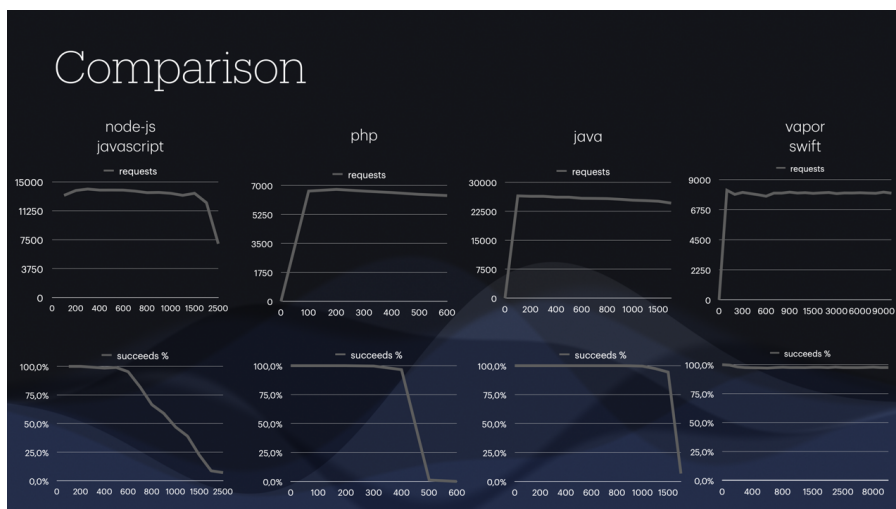 Comparison
node-js
javascript
php
java
vapor
swift
requests
15000
11250
7500
3750
0
0 200 400 600 800 1000 1500 2500
requests
7000
5250
3500
1750
0
0 100 200 300 400 500 600
requests
30000
22500
15000
7500
0
0 200 400 600 800 1000 1500
requests
9000
6750
4500
2250
0
0 300 600 900 1500 3000 6000 9000
succeeds %
100,0%
75,0%
50,0%
25,0%
0,0%
0 200 400 600 800 1000 1500 2500
succeeds %
100,0%
75,0%
50,0%
25,0%
0,0%
0 100 200 300 400 500 600
succeeds %
100,0%
75,0%
50,0%
25,0%
0,0%
0 200 400 600 800 1000 1500
succeeds %
100,0%
75,0%
50,0%
25,0%
0,0%
0 400 800 1500 4000 8000